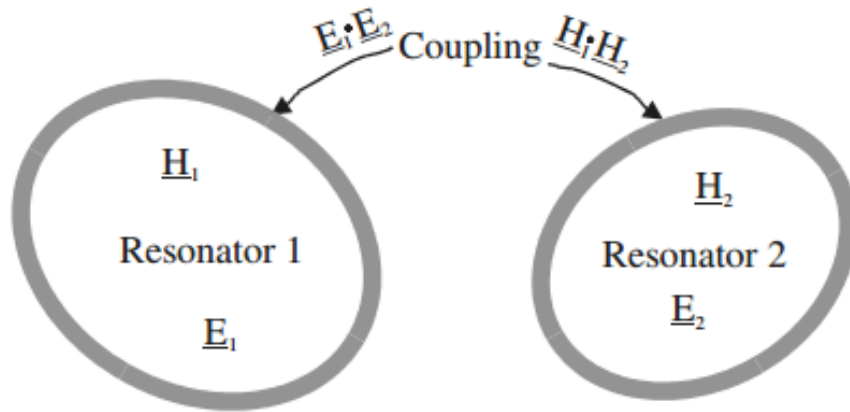 E₁·E₂ Coupling H₁·H₂
H₁
H₂
Resonator 1
Resonator 2
E₁
E₂